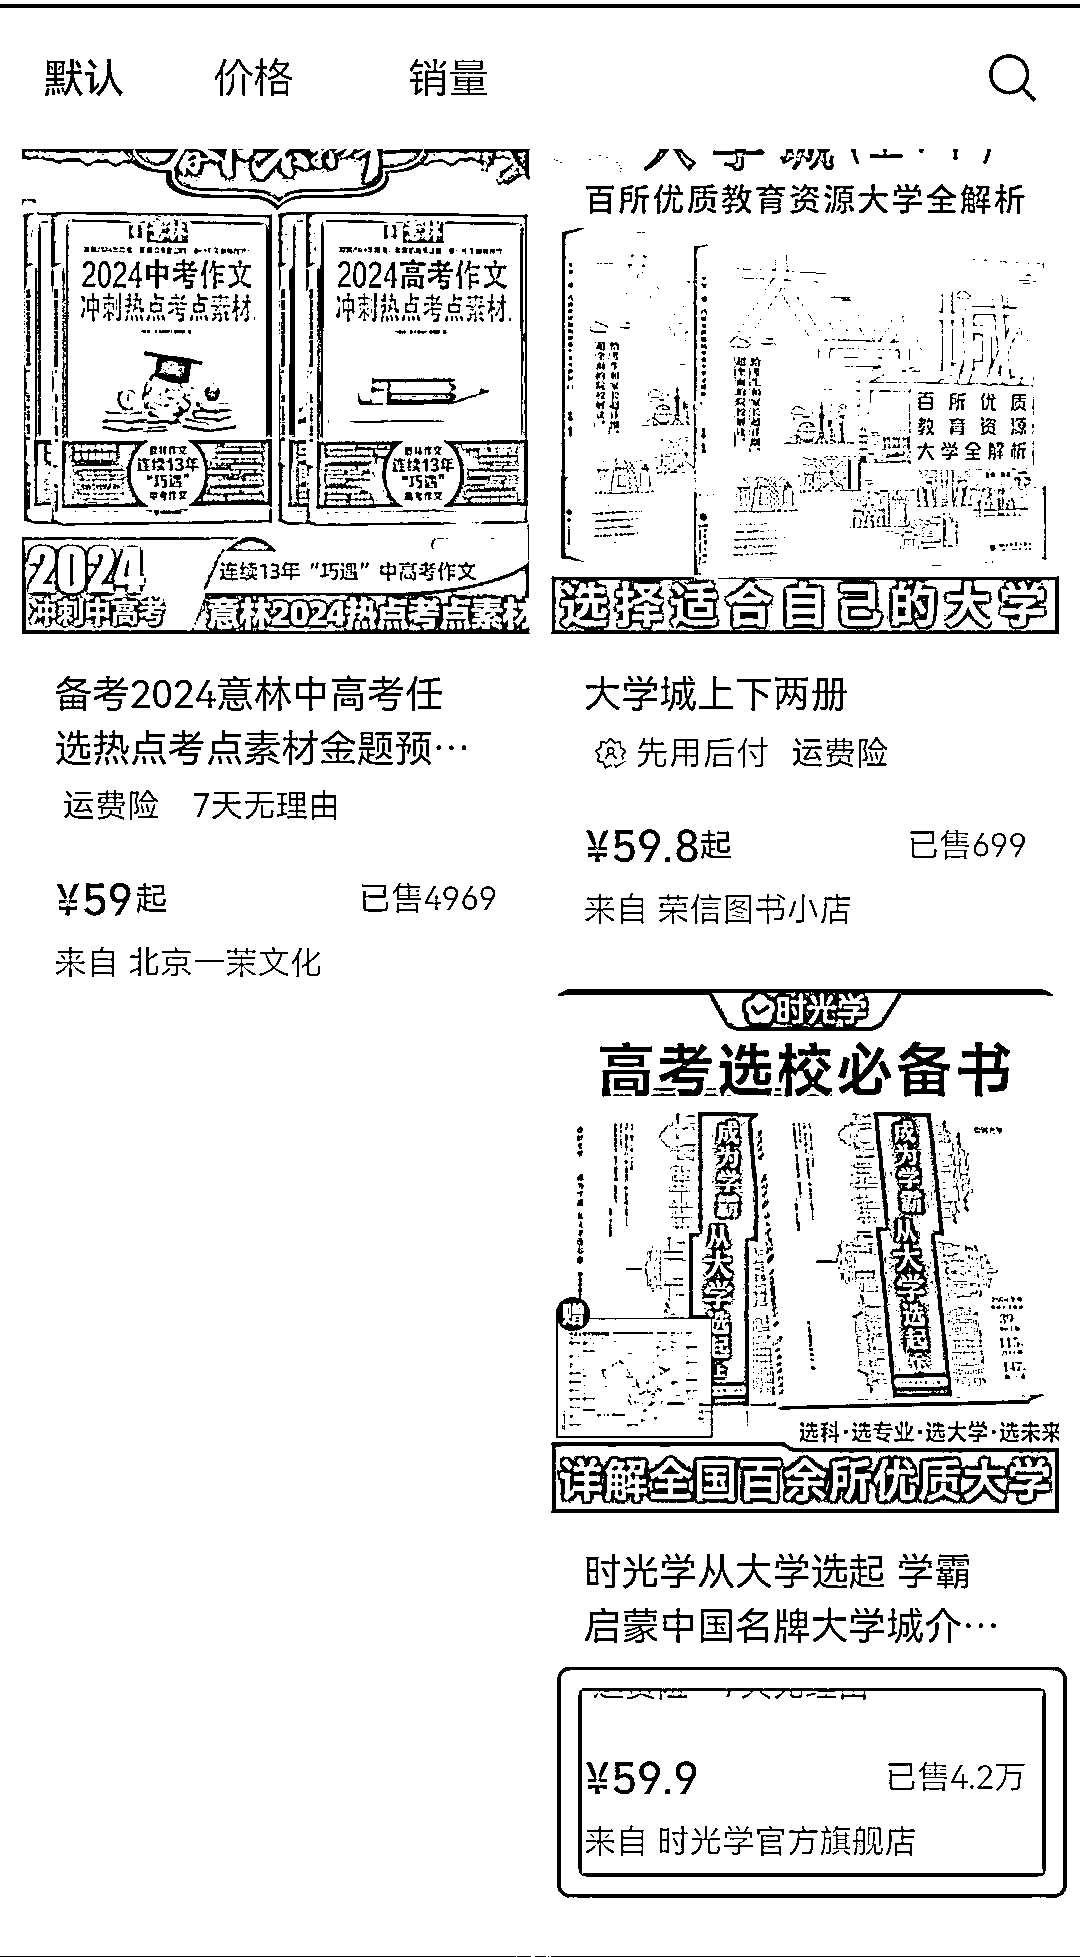 默认 价格 销量
意林
2024中考作文
冲刺热点考点素材
连续13年
“巧遇”
中考作文
意林
2024高考作文
冲刺热点考点素材
连续13年
“巧遇”
高考作文
2024
冲刺中高考
连续13年“巧遇”中高考作文
意林2024热点考点素材
备考2024意林中高考任
选热点考点素材金题预…
运费险 7天无理由
¥59起 已售4969
来自 北京一茉文化
百所优质教育资源大学全解析
城
百所优质
教育资源
大学全解析
选择适合自己的大学
大学城上下两册
先用后付 运费险
¥59.8起 已售699
来自 荣信图书小店
时光学
高考选校必备书
成为学霸
从大学选起
上
成为学霸
从大学选起
赠
选科·选专业·选大学·选未来
详解全国百余所优质大学
时光学从大学选起 学霸
启蒙中国名牌大学城介…
运费险 7天无理由
¥59.9 已售4.2万
来自 时光学官方旗舰店